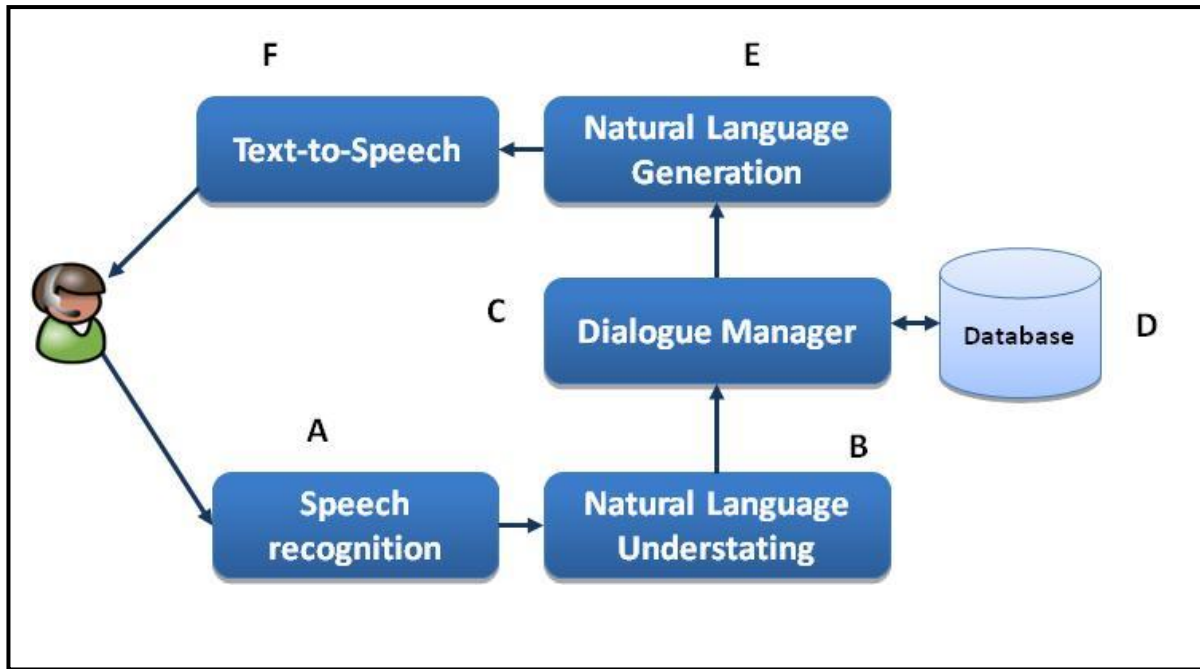 F
E
Text-to-Speech
Natural Language
Generation
C
Dialogue Manager
Database
D
A
B
Speech
recognition
Natural Language
Understating